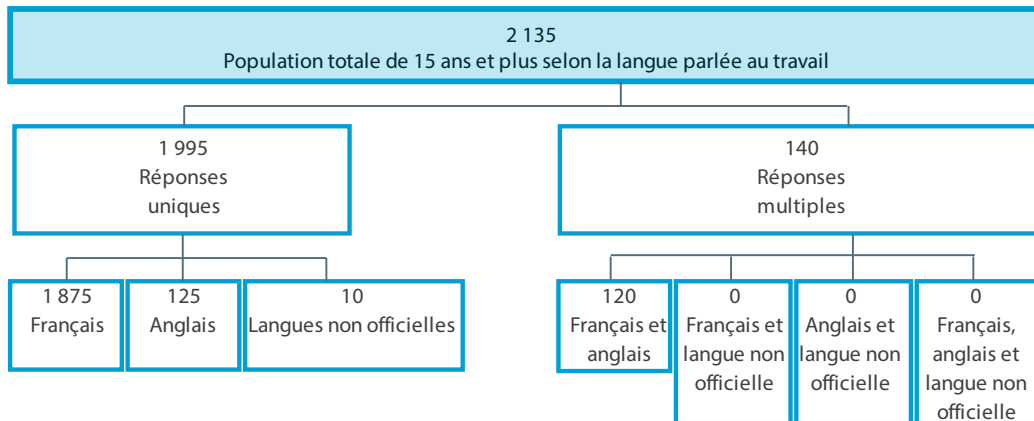 2 135
Population totale de 15 ans et plus selon la langue parlée au travail
1 995
Réponses
uniques
140
Réponses
multiples
1 875
Français
125
Anglais
10
Langues non officielles
120
Français et
anglais
0
Français et
langue non
officielle
0
Anglais et
langue non
officielle
0
Français,
anglais et
langue non
officielle